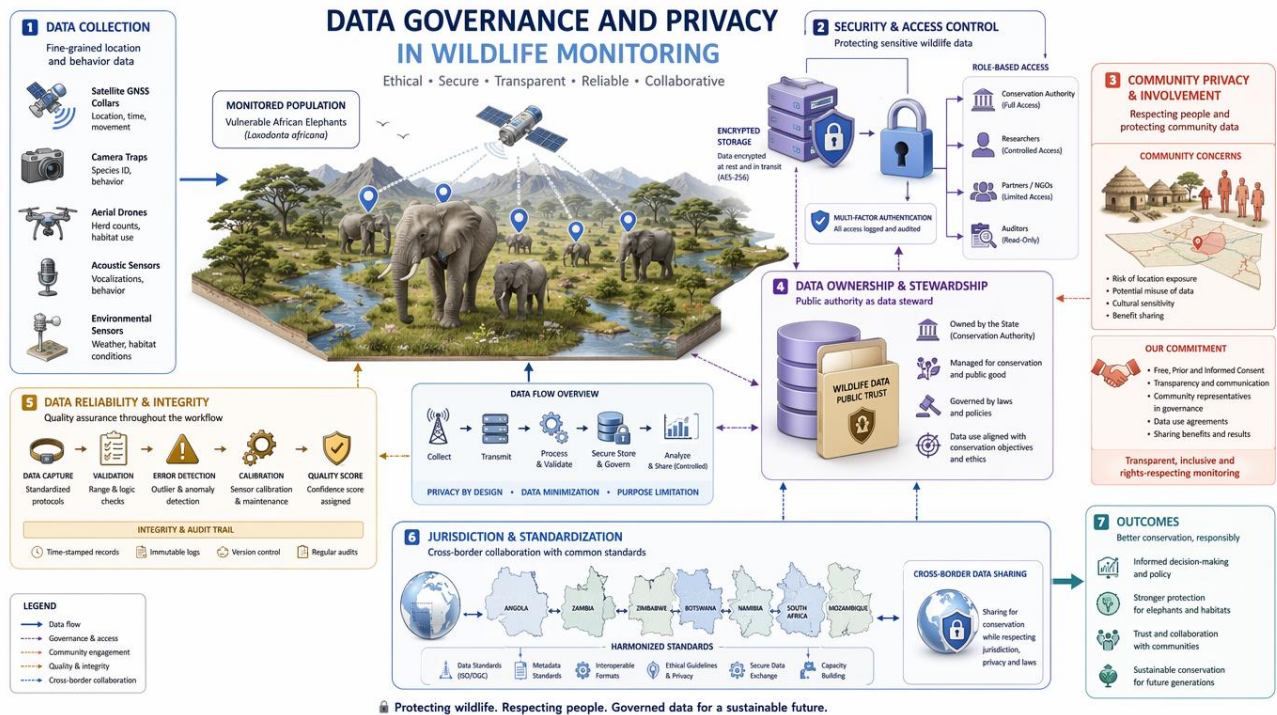 DATA GOVERNANCE AND PRIVACY
IN WILDLIFE MONITORING
Ethical • Secure • Transparent • Reliable • Collaborative
1 DATA COLLECTION
Fine-grained location
and behavior data
Satellite GNSS
Collars
Location, time,
movement
Camera Traps
Species ID,
behavior
Aerial Drones
Herd counts,
habitat use
Acoustic Sensors
Vocalizations,
behavior
Environmental
Sensors
Weather, habitat
conditions
MONITORED POPULATION
Vulnerable African Elephants
(Loxodonta africana)
2 SECURITY & ACCESS CONTROL
Protecting sensitive wildlife data
ENCRYPTED
STORAGE
Data encrypted
at rest and in transit
(AES-256)
ROLE-BASED ACCESS
Conservation Authority
(Full Access)
Researchers
(Controlled Access)
Partners / NGOs
(Limited Access)
Auditors
(Read-Only)
MULTI-FACTOR AUTHENTICATION
All access logged and audited
3 COMMUNITY PRIVACY
& INVOLVEMENT
Respecting people and
protecting community data
COMMUNITY CONCERNS
• Risk of location exposure
• Potential misuse of data
• Cultural sensitivity
• Benefit sharing
OUR COMMITMENT
• Free, Prior and Informed Consent
• Transparency and communication
• Community representatives
in governance
• Data use agreements
• Sharing benefits and results
Transparent, inclusive and
rights-respecting monitoring
4 DATA OWNERSHIP & STEWARDSHIP
Public authority as data steward
WILDLIFE DATA
PUBLIC TRUST
Owned by the State
(Conservation Authority)
Managed for conservation
and public good
Governed by laws
and policies
Data use aligned with
conservation objectives
and ethics
5 DATA RELIABILITY & INTEGRITY
Quality assurance throughout the workflow
DATA CAPTURE
Standardized
protocols
VALIDATION
Range & logic
checks
ERROR DETECTION
Outlier & anomaly
detection
CALIBRATION
Sensor calibration
& maintenance
QUALITY SCORE
Confidence score
assigned
INTEGRITY & AUDIT TRAIL
Time-stamped records
Immutable logs
Version control
Regular audits
DATA FLOW OVERVIEW
Collect
Transmit
Process
& Validate
Secure Store
& Govern
Analyze
& Share (Controlled)
PRIVACY BY DESIGN • DATA MINIMIZATION • PURPOSE LIMITATION
6 JURISDICTION & STANDARDIZATION
Cross-border collaboration with common standards
ANGOLA
ZAMBIA
ZIMBABWE
BOTSWANA
NAMIBIA
SOUTH
AFRICA
MOZAMBIQUE
HARMONIZED STANDARDS
Data Standards
(ISO/DGC)
Metadata
Standards
Interoperable
Formats
Ethical Guidelines
& Privacy
Secure Data
Exchange
Capacity
Building
CROSS-BORDER DATA SHARING
Sharing for
conservation
while respecting
jurisdiction,
privacy and laws
7 OUTCOMES
Better conservation, responsibly
Informed decision-making
and policy
Stronger protection
for elephants and habitats
Trust and collaboration
with communities
Sustainable conservation
for future generations
LEGEND
Data flow
Governance & access
Community engagement
Quality & integrity
Cross-border collaboration
Protecting wildlife. Respecting people. Governed data for a sustainable future.